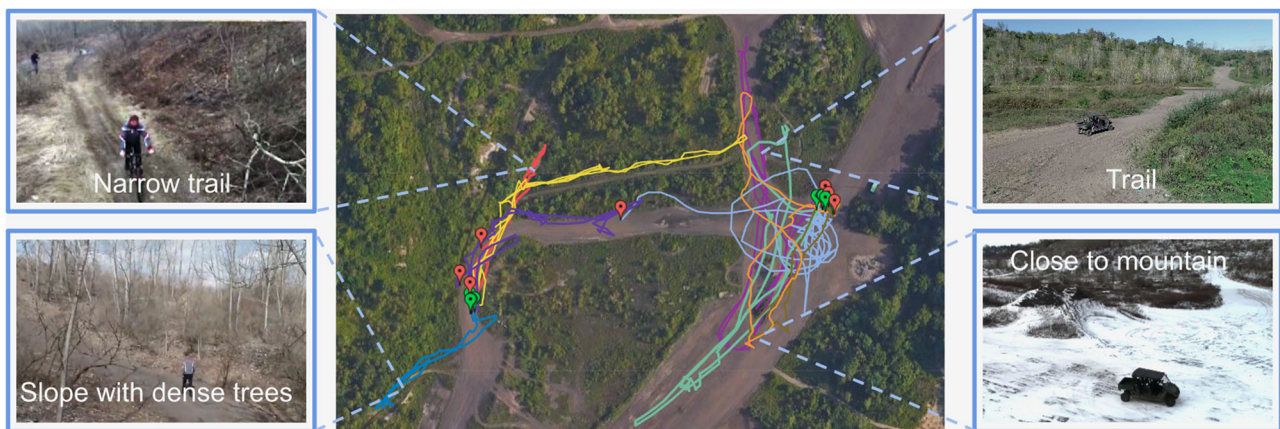 Narrow trail
Trail
Slope with dense trees
Close to mountain